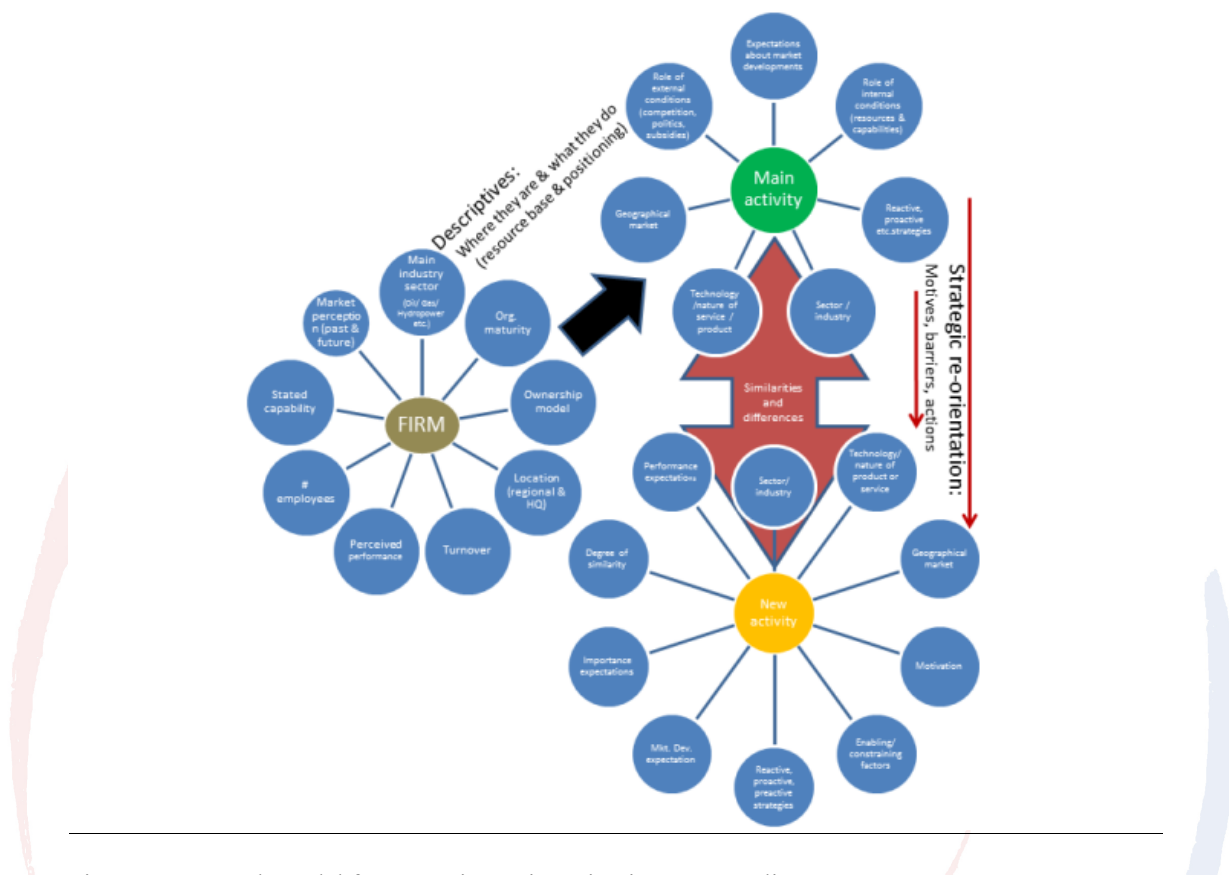 Expectations
about market
developments
Role of
external
conditions
(competition,
politics,
subsidies)
Role of
internal
conditions
(resources &
capabilities)
Main
activity
Geographical
market
Reactive,
proactive
etc.strategies
Technology
/nature of
service /
product
Sector /
industry
Descriptives:
Where they are & what they do
(resource base & positioning)
Main
industry
sector
(Oil/ Gas/
Hydropower
etc.)
Market
perceptio
n (past &
future)
Org.
maturity
Stated
capability
Ownership
model
FIRM
#
employees
Location
(regional &
HQ)
Perceived
performance
Turnover
Similarities
and
differences
Strategic re-orientation:
Motives, barriers, actions
Performance
expectations
Sector/
industry
Technology/
nature of
product or
service
Degree of
similarity
Geographical
market
New
activity
Importance
expectations
Motivation
Mkt. Dev.
expectation
Reactive,
proactive,
preactive
strategies
Enabling/
constraining
factors